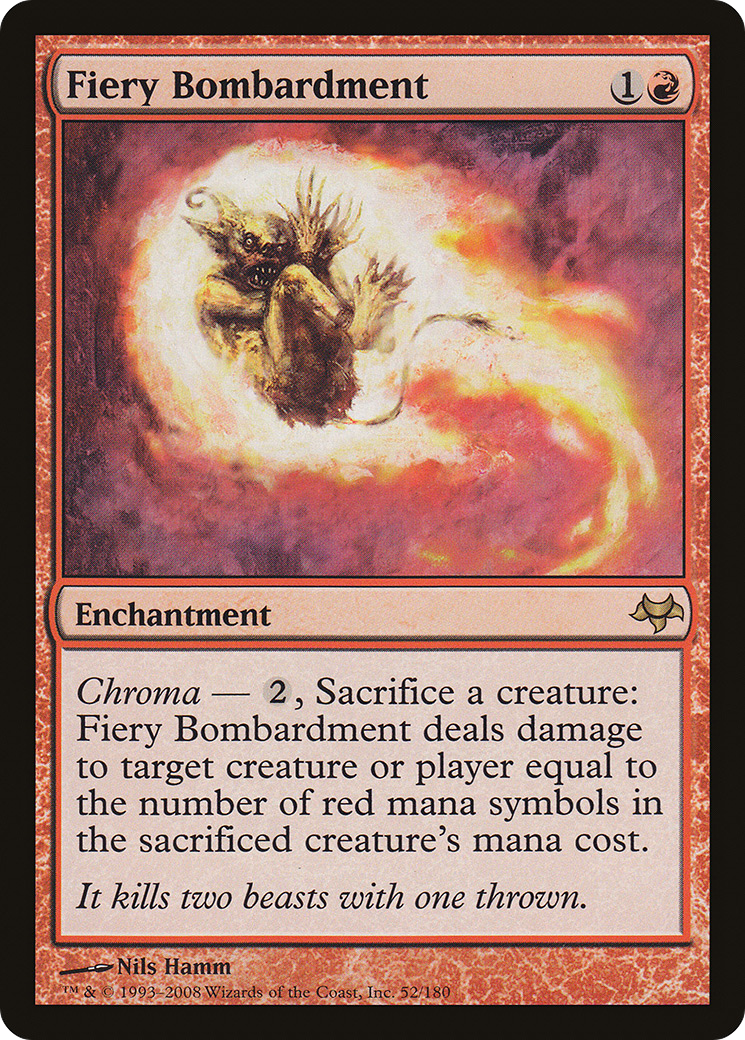 Fiery Bombardment 1
Enchantment
Chroma — 2, Sacrifice a creature:
Fiery Bombardment deals damage
to target creature or player equal to
the number of red mana symbols in
the sacrificed creature's mana cost.
It kills two beasts with one thrown.
Nils Hamm
™ & © 1993–2008 Wizards of the Coast, Inc. 52/180